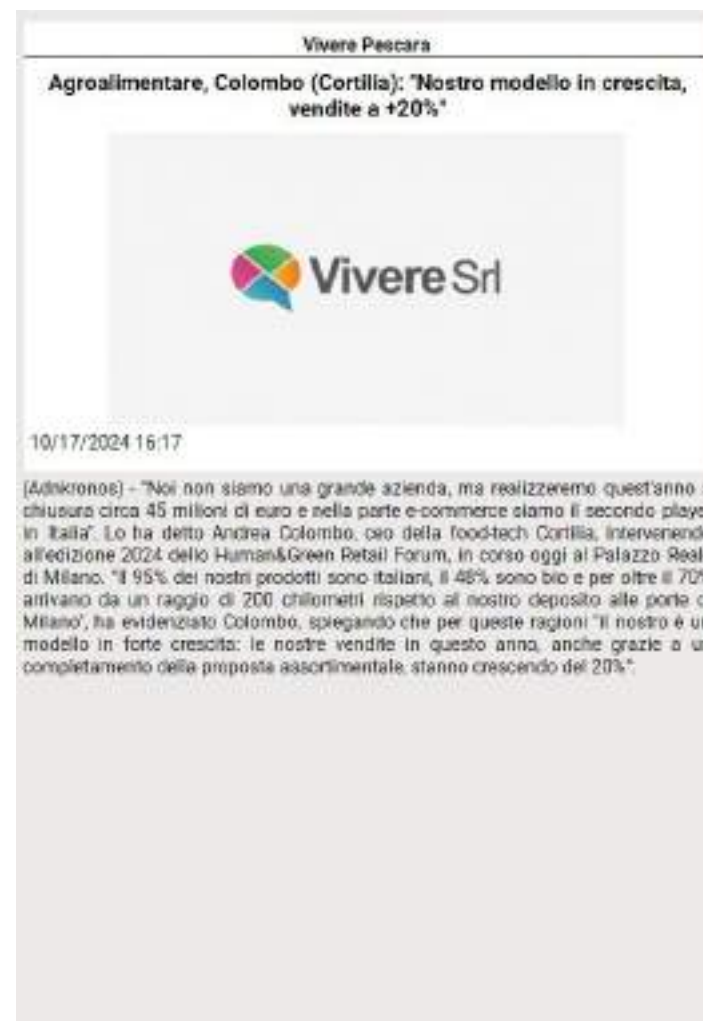 Vivere Pescara
Agroalimentare, Colombo (Cortilia): "Nostro modello in crescita,
vendite a +20%"
Vivere Srl
10/17/2024 16:17
(Adnkronos) - "Noi non siamo una grande azienda, ma realizzeremo quest'anno
chiusura circa 45 milioni di euro e nella parte e-commerce siamo il secondo playe
in Italia". Lo ha detto Andrea Colombo, ceo della food-tech Cortilia, intervenendo
all'edizione 2024 dello Human&Green Retail Forum, in corso oggi al Palazzo Real
di Milano. "Il 95% dei nostri prodotti sono italiani, il 48% sono bio e per oltre il 70%
arrivano da un raggio di 200 chilometri rispetto al nostro deposito alle porte d
Milano", ha evidenziato Colombo, spiegando che per queste ragioni "il nostro è un
modello in forte crescita: le nostre vendite in questo anno, anche grazie a un
completamento della proposta assortimentale, stanno crescendo del 20%".